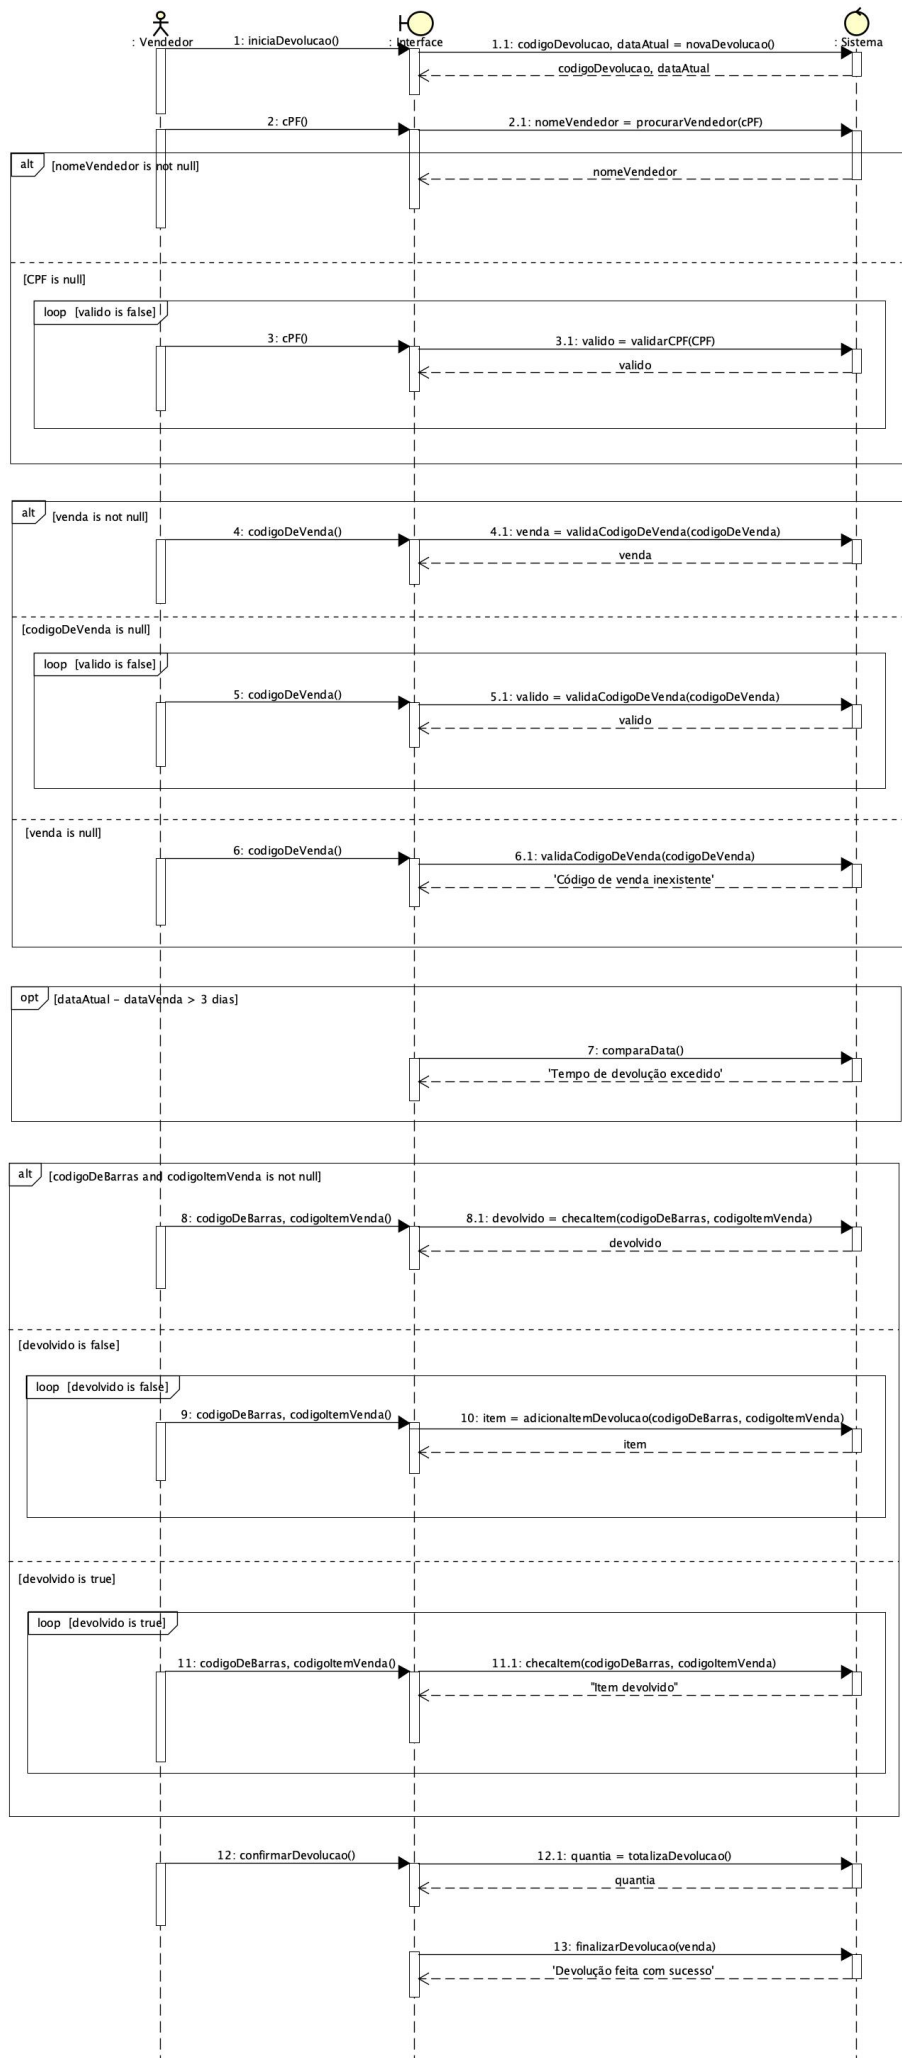 : Vendedor
: Interface
: Sistema
1: iniciaDevolucao()
1.1: codigoDevolucao, dataAtual = novaDevolucao()
codigoDevolucao, dataAtual
2: cPF()
2.1: nomeVendedor = procurarVendedor(cPF)
alt [nomeVendedor is not null]
nomeVendedor
[CPF is null]
loop [valido is false]
3: cPF()
3.1: valido = validarCPF(CPF)
valido
alt [venda is not null]
4: codigoDeVenda()
4.1: venda = validaCodigoDeVenda(codigoDeVenda)
venda
[codigoDeVenda is null]
loop [valido is false]
5: codigoDeVenda()
5.1: valido = validaCodigoDeVenda(codigoDeVenda)
valido
[venda is null]
6: codigoDeVenda()
6.1: validaCodigoDeVenda(codigoDeVenda)
'Código de venda inexistente'
opt [dataAtual - dataVenda > 3 dias]
7: comparaData()
'Tempo de devolução excedido'
alt [codigoDeBarras and codigoItemVenda is not null]
8: codigoDeBarras, codigoItemVenda()
8.1: devolvido = checaItem(codigoDeBarras, codigoItemVenda)
devolvido
[devolvido is false]
loop [devolvido is false]
9: codigoDeBarras, codigoItemVenda()
10: item = adicionaItemDevolucao(codigoDeBarras, codigoItemVenda)
item
[devolvido is true]
loop [devolvido is true]
11: codigoDeBarras, codigoItemVenda()
11.1: checaItem(codigoDeBarras, codigoItemVenda)
"Item devolvido"
12: confirmarDevolucao()
12.1: quantia = totalizaDevolucao()
quantia
13: finalizarDevolucao(venda)
'Devolução feita com sucesso'